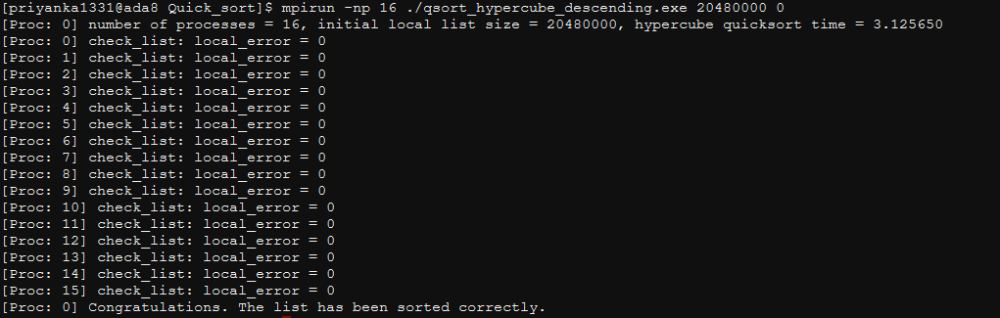 [priyanka1331@ada8 Quick_sort]$ mpirun -np 16 ./qsort_hypercube_descending.exe 20480000 0
[Proc: 0] number of processes = 16, initial local list size = 20480000, hypercube quicksort time = 3.125650
[Proc: 0] check_list: local_error = 0
[Proc: 1] check_list: local_error = 0
[Proc: 2] check_list: local_error = 0
[Proc: 3] check_list: local_error = 0
[Proc: 4] check_list: local_error = 0
[Proc: 5] check_list: local_error = 0
[Proc: 6] check_list: local_error = 0
[Proc: 7] check_list: local_error = 0
[Proc: 8] check_list: local_error = 0
[Proc: 9] check_list: local_error = 0
[Proc: 10] check_list: local_error = 0
[Proc: 11] check_list: local_error = 0
[Proc: 12] check_list: local_error = 0
[Proc: 13] check_list: local_error = 0
[Proc: 14] check_list: local_error = 0
[Proc: 15] check_list: local_error = 0
[Proc: 0] Congratulations. The list has been sorted correctly.